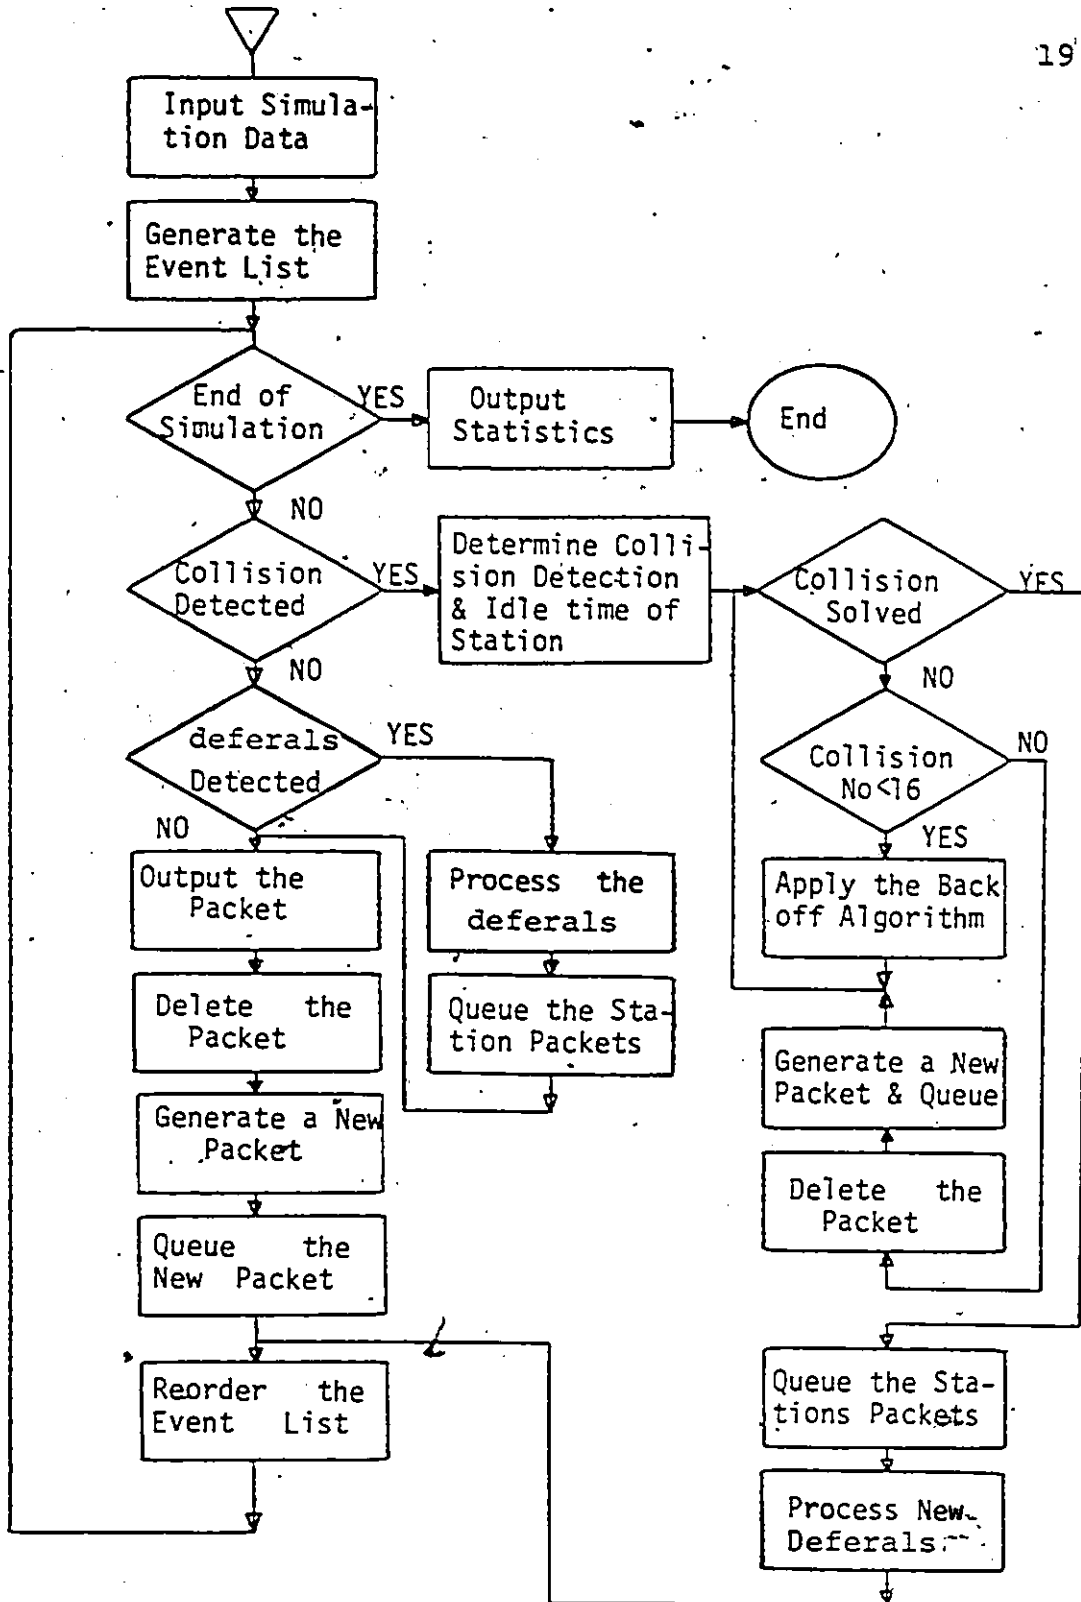 19
Input Simula-
tion Data
Generate the
Event List
End of
Simulation
YES
Output
Statistics
End
NO
Collision
Detected
YES
Determine Colli-
sion Detection
& Idle time of
Station
Collision
Solved
YES
NO
NO
deferals
Detected
YES
Collision
No<16
NO
NO
YES
Output the
Packet
Process the
deferals
Apply the Back
off Algorithm
Delete the
Packet
Queue the Sta-
tion Packets
Generate a New
Packet & Queue
Generate a New
Packet
Delete the
Packet
Queue the
New Packet
Reorder the
Event List
Queue the Sta-
tions Packets
Process New
Deferals